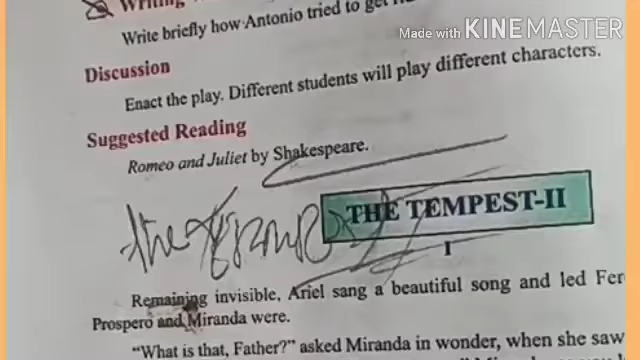 Made with KINEMASTER
Writing
Write briefly how Antonio tried to get
Discussion
Enact the play. Different students will play different characters.
Suggested Reading
Romeo and Juliet by Shakespeare.
the
THE TEMPEST-II
I
Remaining invisible, Ariel sang a beautiful song and led Fer
Prospero and Miranda were.
"What is that, Father?" asked Miranda in wonder, when she saw